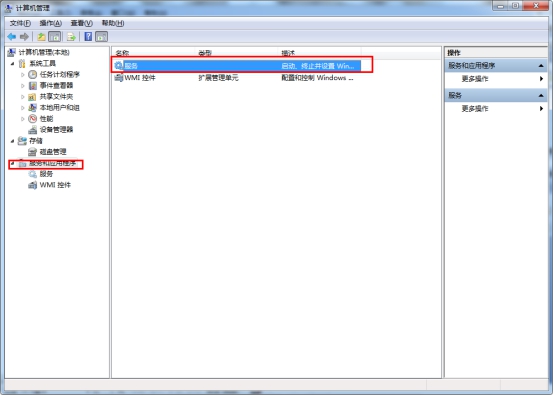 计算机管理
文件(F) 操作(A) 查看(V) 帮助(H)
计算机管理(本地)
系统工具
任务计划程序
事件查看器
共享文件夹
本地用户和组
性能
设备管理器
存储
磁盘管理
服务和应用程序
服务
WMI 控件
名称 类型 描述
服务 启动、终止并设置 Win...
WMI 控件 扩展管理单元 配置和控制 Windows ...
操作
服务和应用程序
更多操作
服务
更多操作